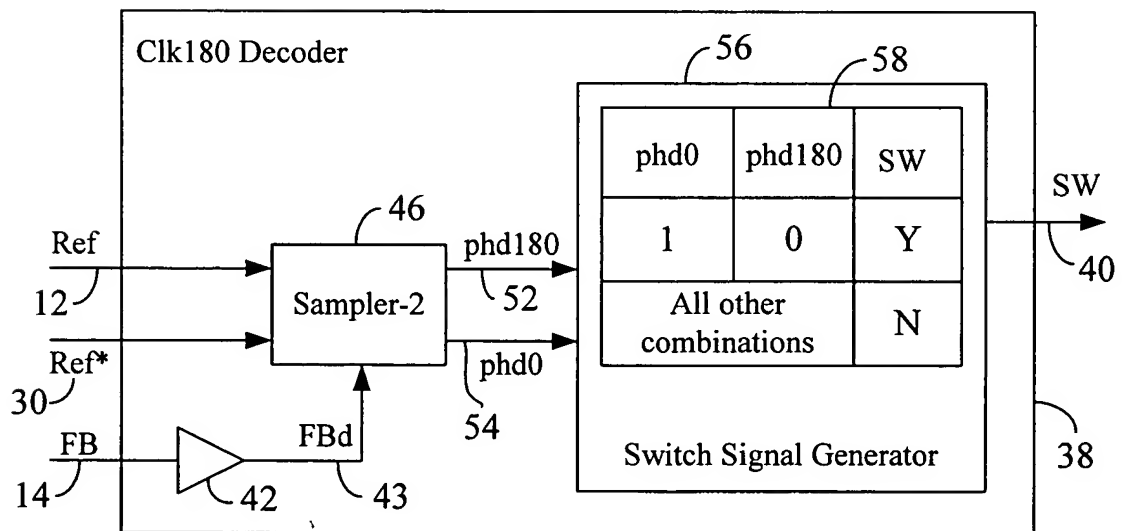 Clk180 Decoder
56
58
phd0 phd180 SW
1 0 Y
All other
combinations
N
Switch Signal Generator
SW
40
46
Ref
12
Sampler-2
phd180
52
Ref*
30
phd0
54
FB
14
42
FBd
43
38